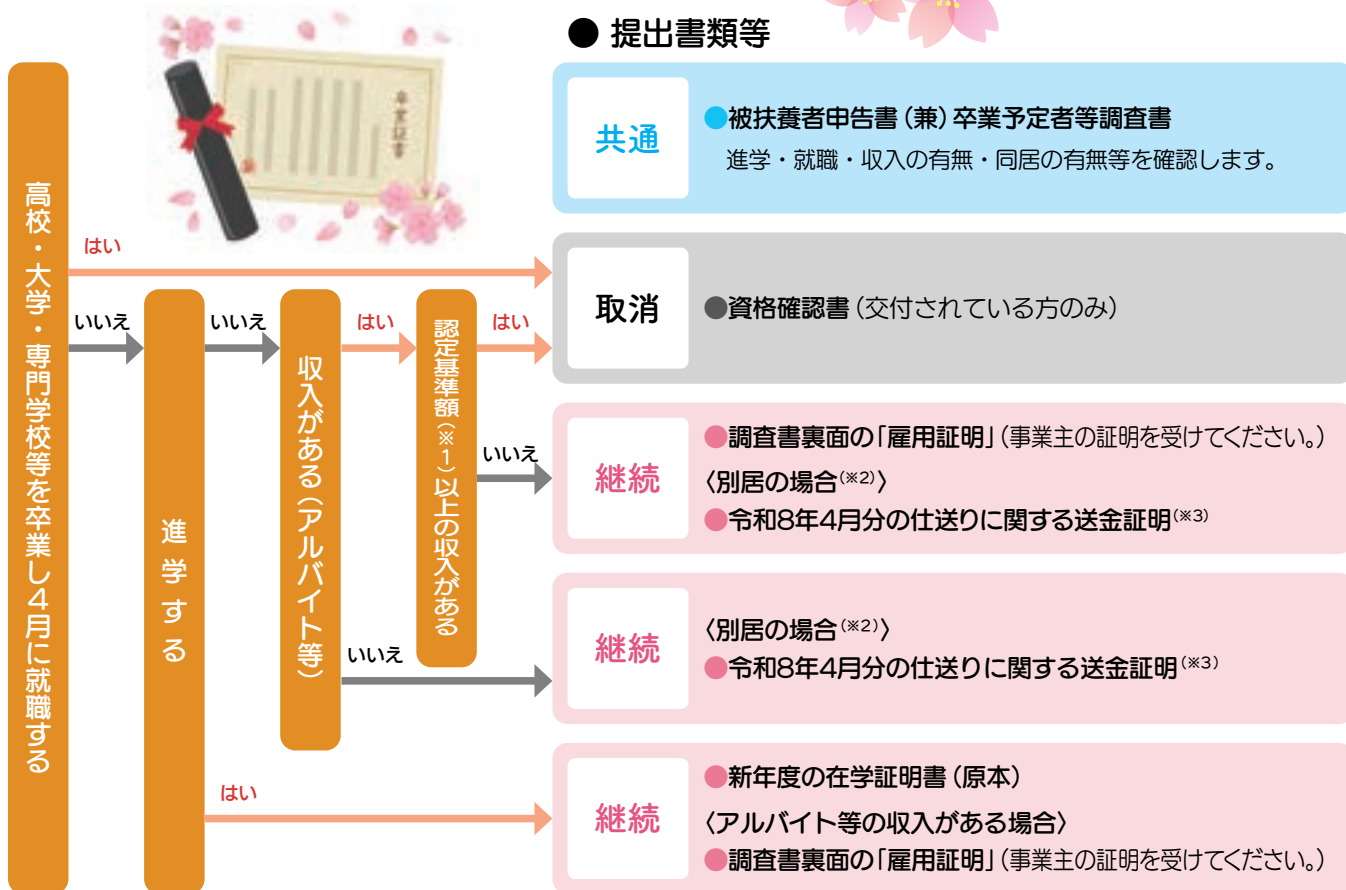 卒業証書
● 提出書類等
共通
●被扶養者申告書(兼)卒業予定者等調査書
進学・就職・収入の有無・同居の有無等を確認します。
高校・大学・専門学校等を卒業し4月に就職する
はい
いいえ
進学する
いいえ
収入がある(アルバイト等)
はい
認定基準額(※1)以上の収入がある
はい
取消
●資格確認書(交付されている方のみ)
いいえ
継続
●調査書裏面の「雇用証明」(事業主の証明を受けてください。)
〈別居の場合(※2)〉
●令和8年4月分の仕送りに関する送金証明(※3)
いいえ
継続
〈別居の場合(※2)〉
●令和8年4月分の仕送りに関する送金証明(※3)
はい
継続
●新年度の在学証明書(原本)
〈アルバイト等の収入がある場合〉
●調査書裏面の「雇用証明」(事業主の証明を受けてください。)